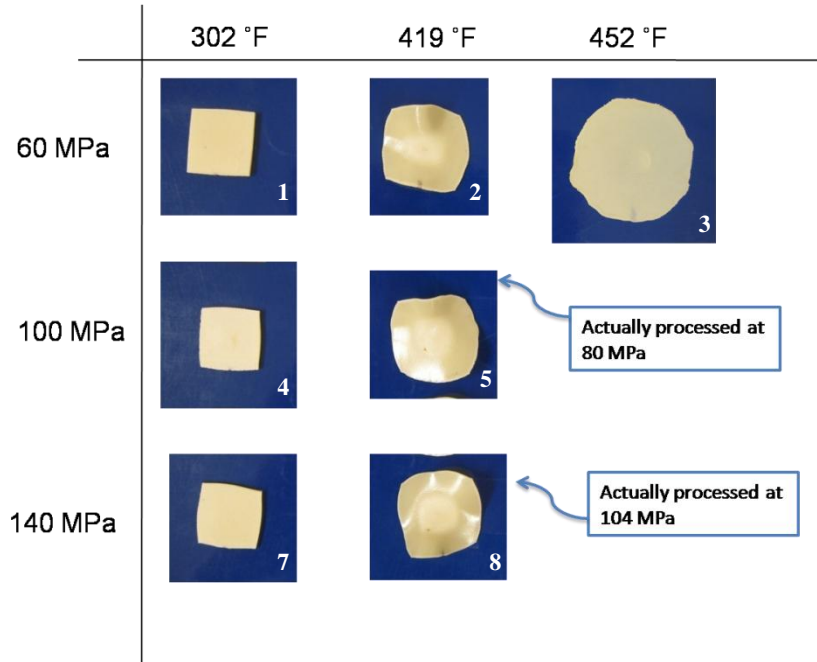 302 °F 419 °F 452 °F
60 MPa
1
2
3
100 MPa
4
5
Actually processed at
80 MPa
140 MPa
7
8
Actually processed at
104 MPa